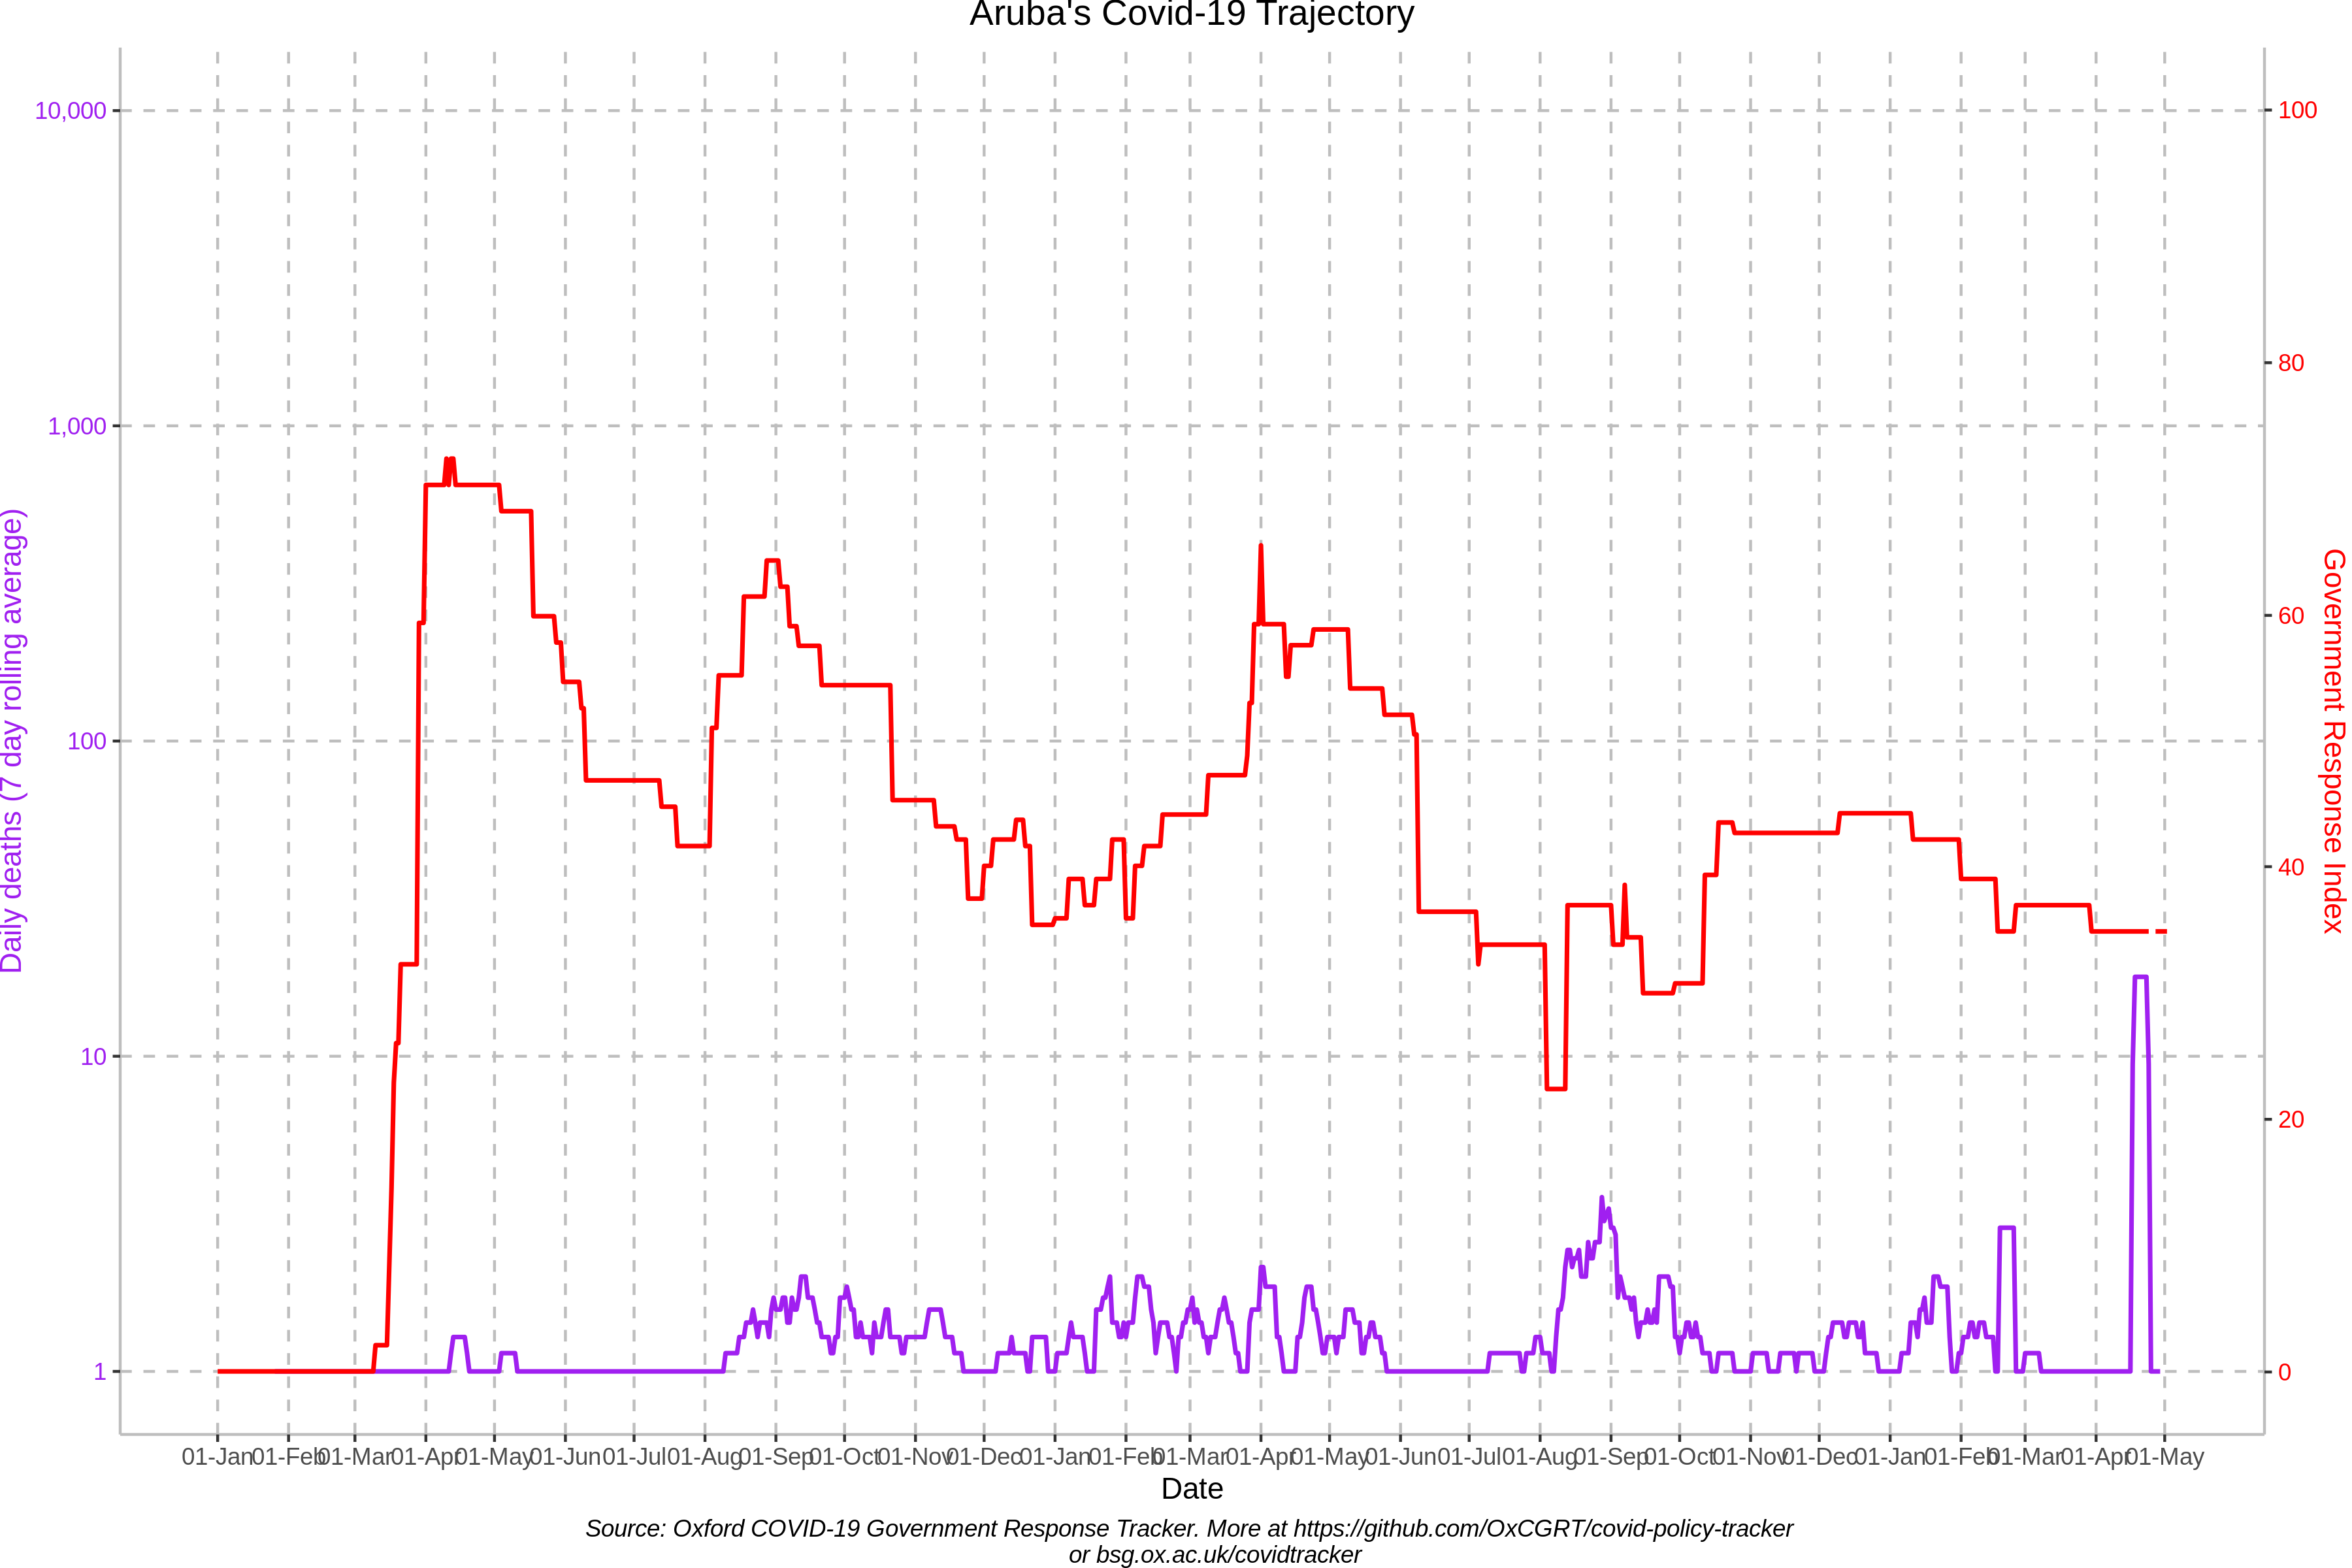 Aruba's Covid-19 Trajectory
10,000
1,000
100
10
1
Daily deaths (7 day rolling average)
100
80
60
40
20
0
Government Response Index
01-Jan 01-Feb 01-Mar 01-Apr 01-May 01-Jun 01-Jul 01-Aug 01-Sep 01-Oct 01-Nov 01-Dec 01-Jan 01-Feb 01-Mar 01-Apr 01-May 01-Jun 01-Jul 01-Aug 01-Sep 01-Oct 01-Nov 01-Dec 01-Jan 01-Feb 01-Mar 01-Apr 01-May
Date
Source: Oxford COVID-19 Government Response Tracker. More at https://github.com/OxCGRT/covid-policy-tracker
or bsg.ox.ac.uk/covidtracker